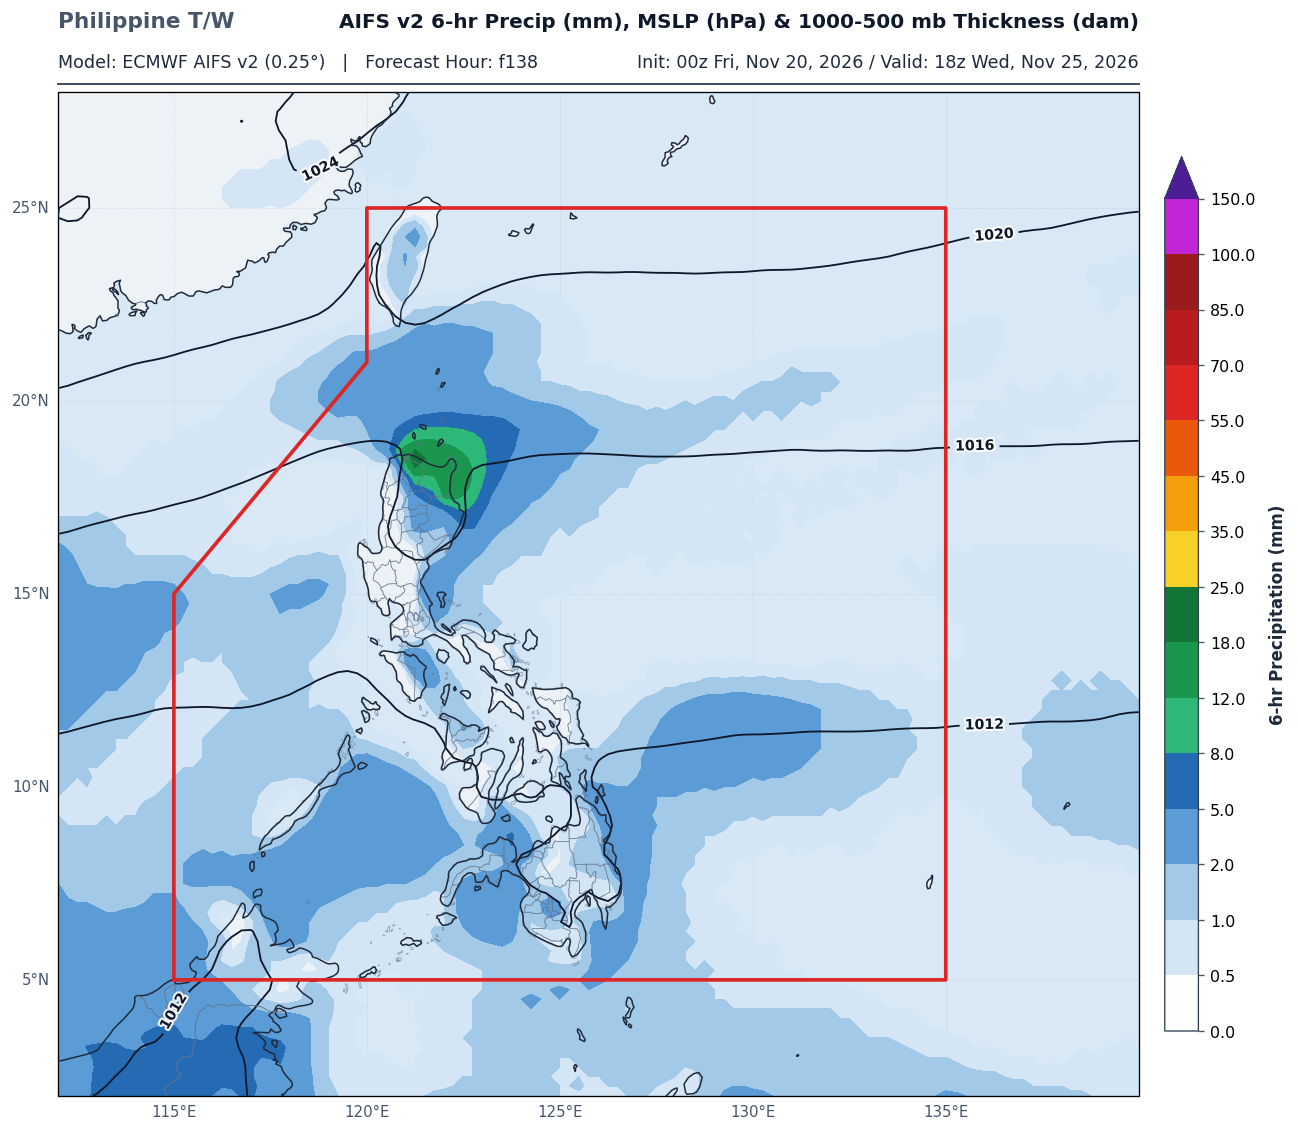 Philippine T/W
AIFS v2 6-hr Precip (mm), MSLP (hPa) & 1000-500 mb Thickness (dam)
Model: ECMWF AIFS v2 (0.25°) | Forecast Hour: f138
Init: 00z Fri, Nov 20, 2026 / Valid: 18z Wed, Nov 25, 2026
1024
1020
1016
1012
1012
25°N
20°N
15°N
10°N
5°N
115°E
120°E
125°E
130°E
135°E
150.0
100.0
85.0
70.0
55.0
45.0
35.0
25.0
18.0
12.0
8.0
5.0
2.0
1.0
0.5
0.0
6-hr Precipitation (mm)